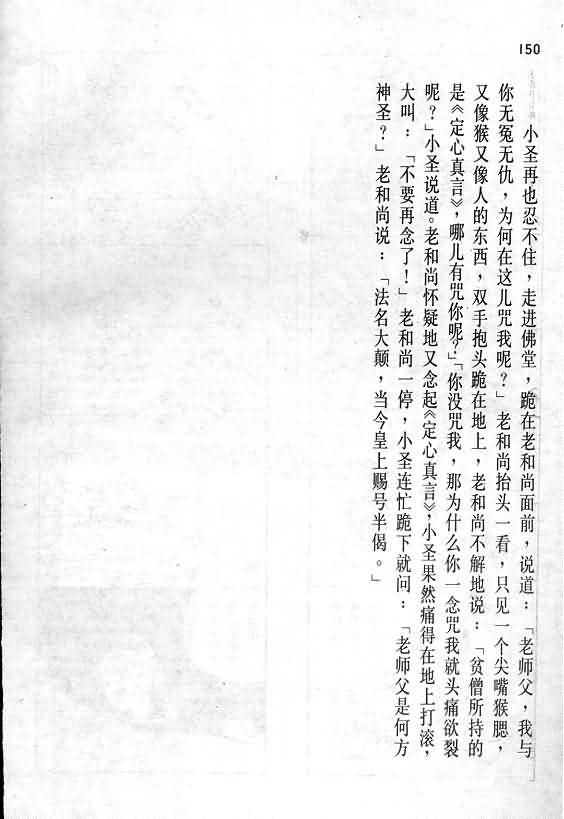 150
小圣再也忍不住，走进佛堂，跪在老和尚面前，说道：「老师父，我与
你无冤无仇，为何在这儿咒我呢？」老和尚抬头一看，只见一个尖嘴猴腮，
又像猴又像人的东西，双手抱头跪在地上，老和尚不解地说：「贫僧所持的
是《定心真言》，哪儿有咒你呢？」「你没咒我，那为什么你一念咒我就头痛欲裂
呢？」小圣说道。老和尚怀疑地又念起《定心真言》，小圣果然痛得在地上打滚，
大叫：「不要再念了！」老和尚一停，小圣连忙跪下就问：「老师父是何方
神圣？」老和尚说：「法名大颠，当今皇上赐号半偈。」